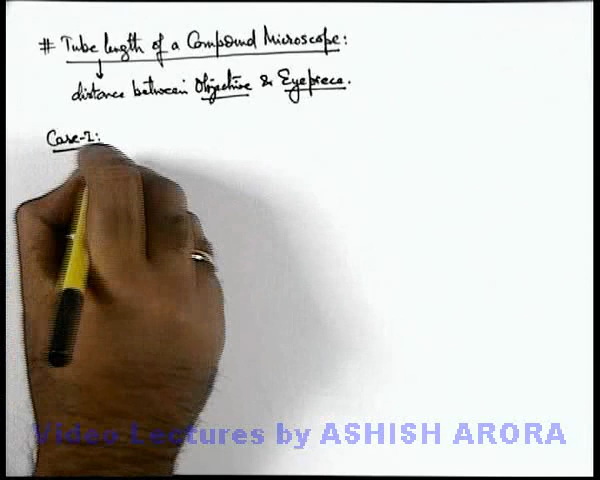 # Tube length of a Compound Microscope:
distance between Objective & Eyepiece.
Case-I:
Video Lectures by ASHISH ARORA